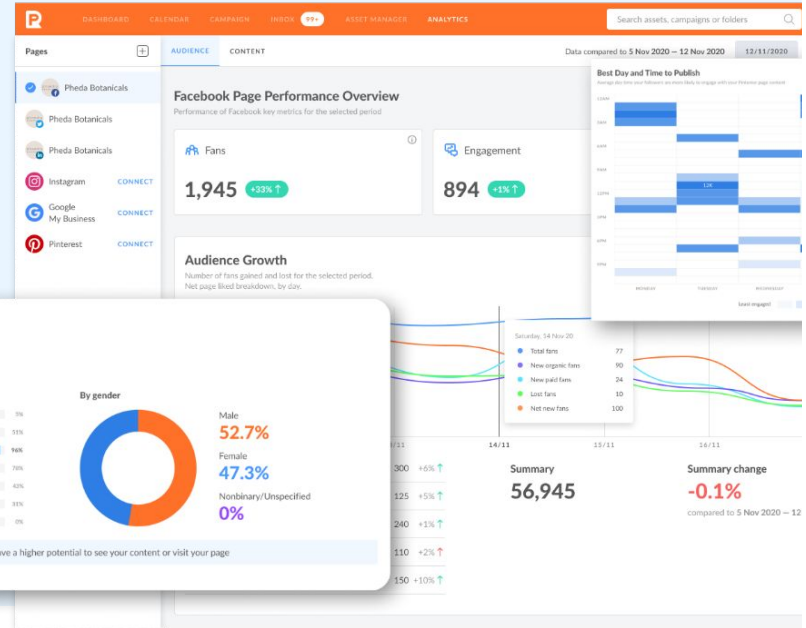 DASHBOARD CALENDAR CAMPAIGN INBOX 99+ ASSET MANAGER ANALYTICS
Search assets, campaigns or folders
Pages
AUDIENCE CONTENT
Data compared to 5 Nov 2020 — 12 Nov 2020
12/11/2020
Pheda Botanicals
Pheda Botanicals
Pheda Botanicals
Instagram CONNECT
Google
My Business CONNECT
Pinterest CONNECT
Facebook Page Performance Overview
Performance of Facebook key metrics for the selected period
Fans
1,945 +33% ↑
Engagement
894 +1% ↑
Best Day and Time to Publish
12K
MONDAY TUESDAY WEDNESDAY
Least engaged
Audience Growth
Number of fans gained and lost for the selected period.
Net page liked breakdown, by day.
Saturday, 14 Nov 20
Total fans 77
New organic fans 90
New paid fans 24
Lost fans 10
Net new fans 100
/11 14/11 15/11 16/11
300 +6% ↑
125 +5% ↑
240 +1% ↑
110 +2% ↑
150 +10% ↑
Summary
56,945
Summary change
-0.1%
compared to 5 Nov 2020 — 12
By gender
Male
52.7%
Female
47.3%
Nonbinary/Unspecified
0%
ve a higher potential to see your content or visit your page